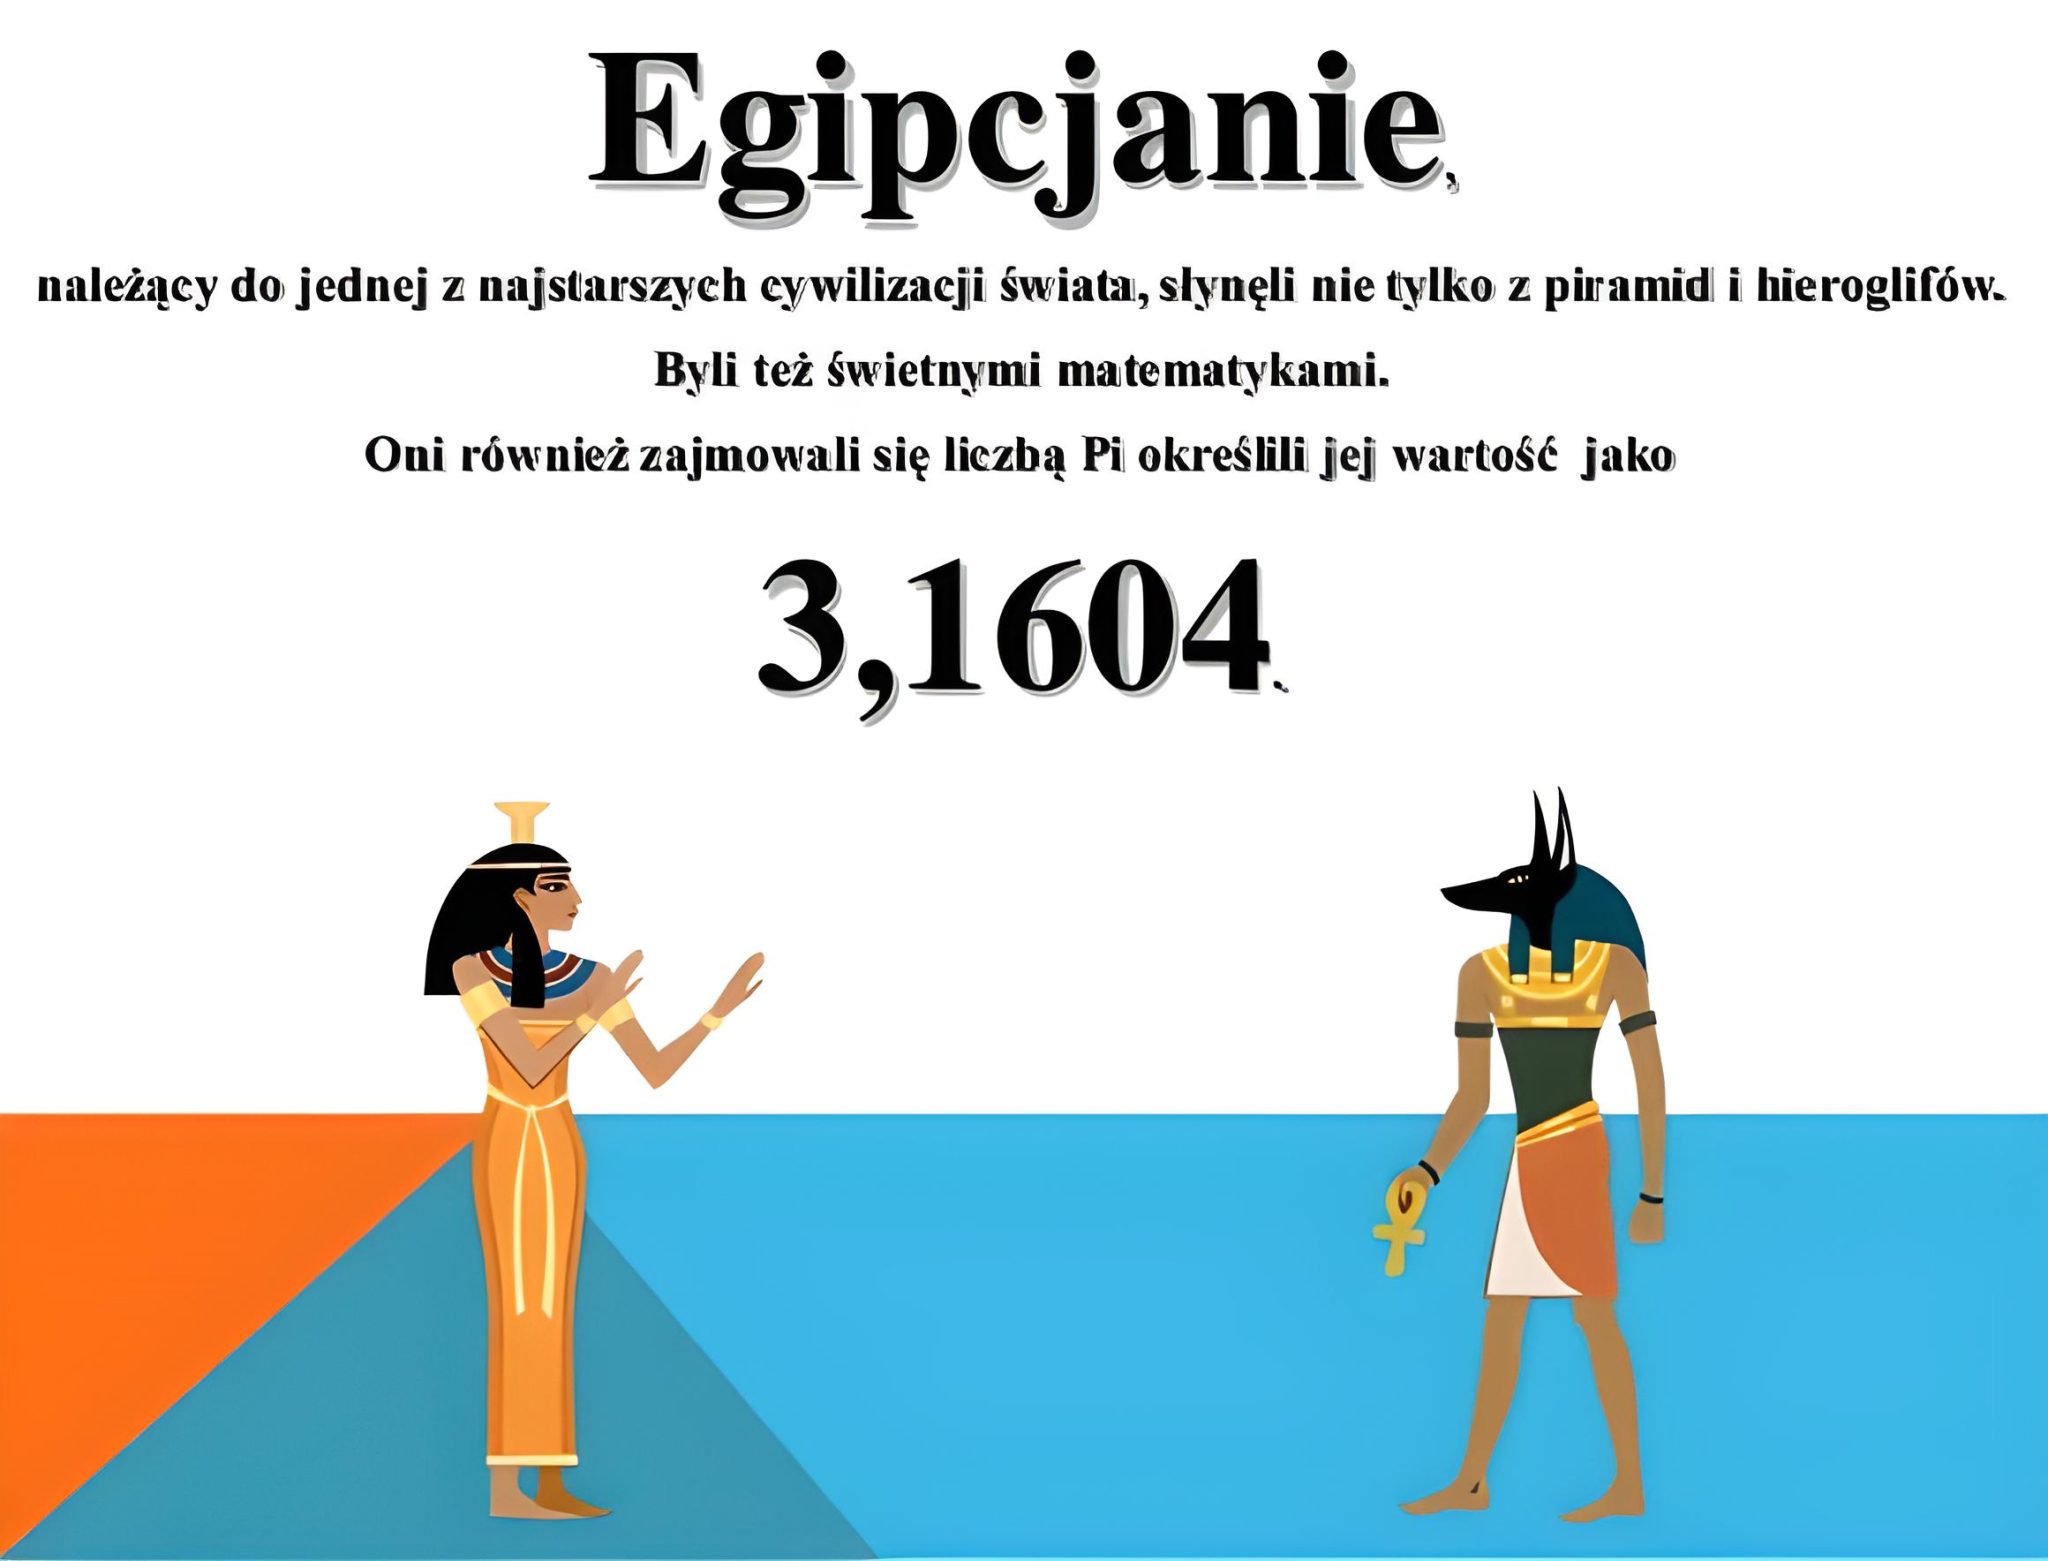 Egipcjanie,
należący do jednej z najstarszych cywilizacji świata, słynęli nie tylko z piramid i hieroglifów.
Byli też świetnymi matematykami.
Oni również zajmowali się liczbą Pi określili jej wartość jako
3,1604.